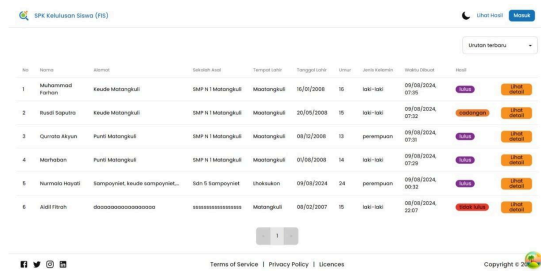 SPK Kelulusan Siswa (FIS) Lihat Hasil Masuk
Urutan terbaru
No Nama Alamat Sekolah Asal Tempat Lahir Tanggal Lahir Umur Jenis Kelamin Waktu Dibuat Hasil
1 Muhammad Farhan Keude Matangkuli SMP N 1 Matangkuli Maatangkuli 16/01/2008 16 laki-laki 09/08/2024, 07:35 lulus Lihat detail
2 Rusdi Saputra Keude Matangkuli SMP N 1 Matangkuli Maatangkuli 20/05/2008 15 laki-laki 09/08/2024, 07:32 cadangan Lihat detail
3 Qurrata Akyun Punti Matangkuli SMP N 1 Matangkuli Maatangkuli 08/12/2008 13 perempuan 09/08/2024, 07:31 lulus Lihat detail
4 Marhaban Punti Matangkuli SMP N 1 Matangkuli Maatangkuli 01/08/2008 14 laki-laki 09/08/2024, 07:29 lulus Lihat detail
5 Nurmala Hayati Sampoyniet, keude sampoyniet,... Sdn 5 Sampoyniet Lhoksukon 09/08/2024 24 perempuan 09/08/2024, 00:32 lulus Lihat detail
6 Aidil Fitrah Matangkuli 08/02/2007 15 laki-laki 08/08/2024, 22:07 tidak lulus Lihat detail
1
Terms of Service | Privacy Policy | Licences Copyright ©